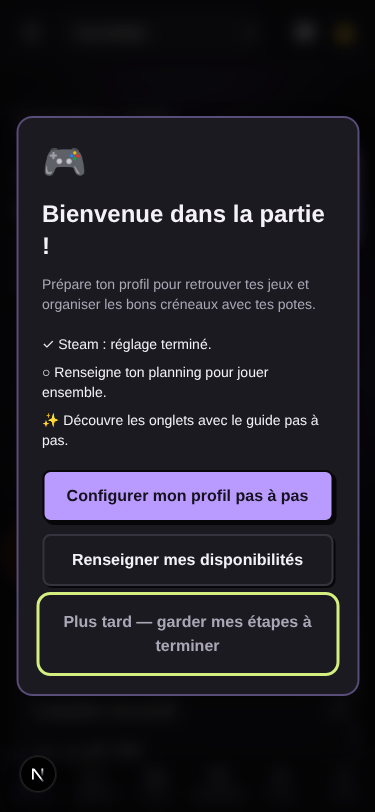 Bienvenue dans la partie
!
Prépare ton profil pour retrouver tes jeux et
organiser les bons créneaux avec tes potes.
✓ Steam : réglage terminé.
○ Renseigne ton planning pour jouer
ensemble.
✨ Découvre les onglets avec le guide pas à
pas.
Configurer mon profil pas à pas
Renseigner mes disponibilités
Plus tard — garder mes étapes à
terminer
N